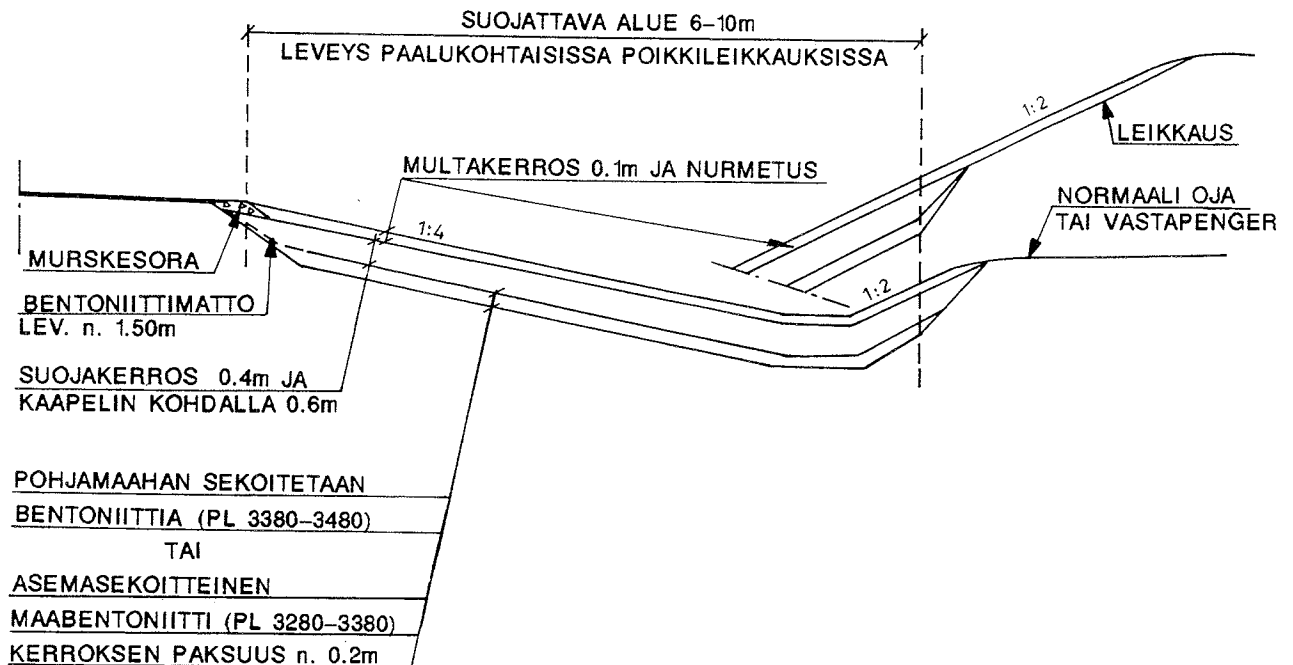 SUOJATTAVA ALUE 6–10m
LEVEYS PAALUKOHTAISISSA POIKKILEIKKAUKSISSA
1:2
LEIKKAUS
MULTAKERROS 0.1m JA NURMETUS
NORMAALI OJA
TAI VASTAPENGER
1:4
MURSKESORA
1:2
BENTONIITTIMATTO
LEV. n. 1.50m
SUOJAKERROS 0.4m JA
KAAPELIN KOHDALLA 0.6m
POHJAMAAHAN SEKOITETAAN
BENTONIITTIA (PL 3380–3480)
TAI
ASEMASEKOITTEINEN
MAABENTONIITTI (PL 3280–3380)
KERROKSEN PAKSUUS n. 0.2m